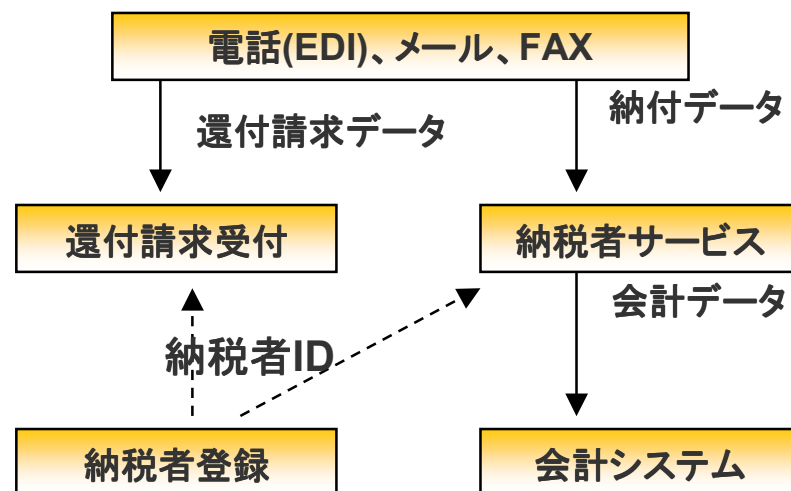 電話(EDI)、メール、FAX
還付請求データ
納付データ
還付請求受付
納税者サービス
会計データ
納税者ID
納税者登録
会計システム